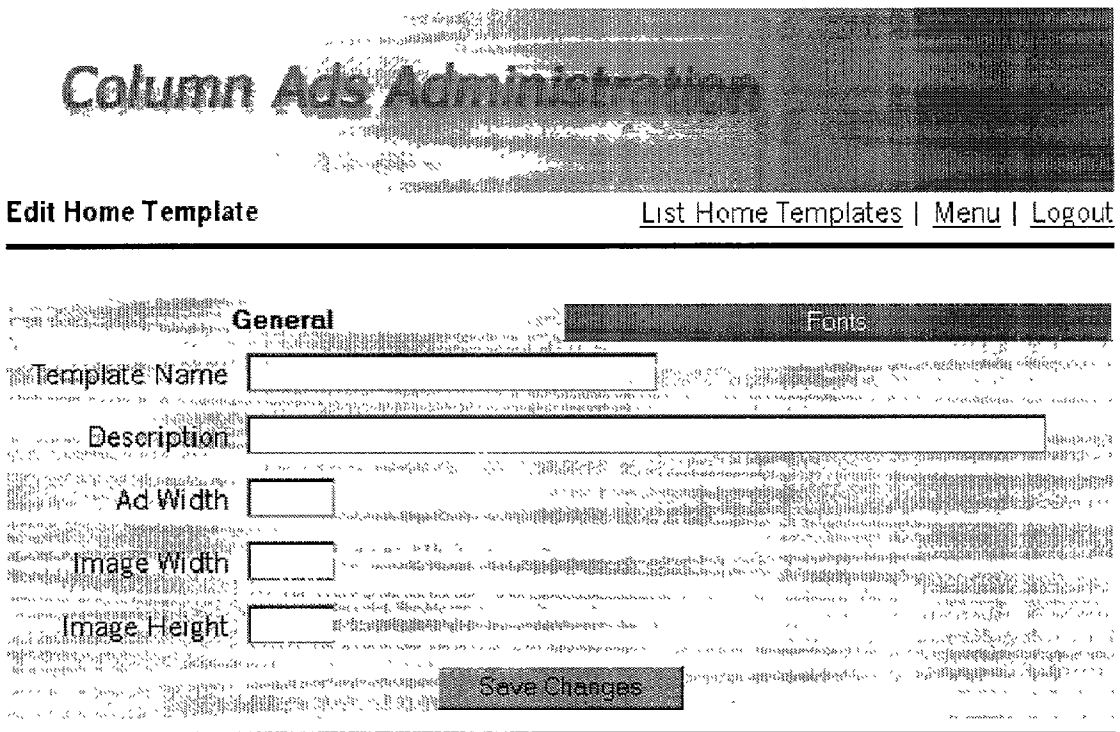 Column Ads Administration
Edit Home Template
List Home Templates | Menu | Logout
General
Fonts
Template Name
Description
Ad Width
Image Width
Image Height
Save Changes